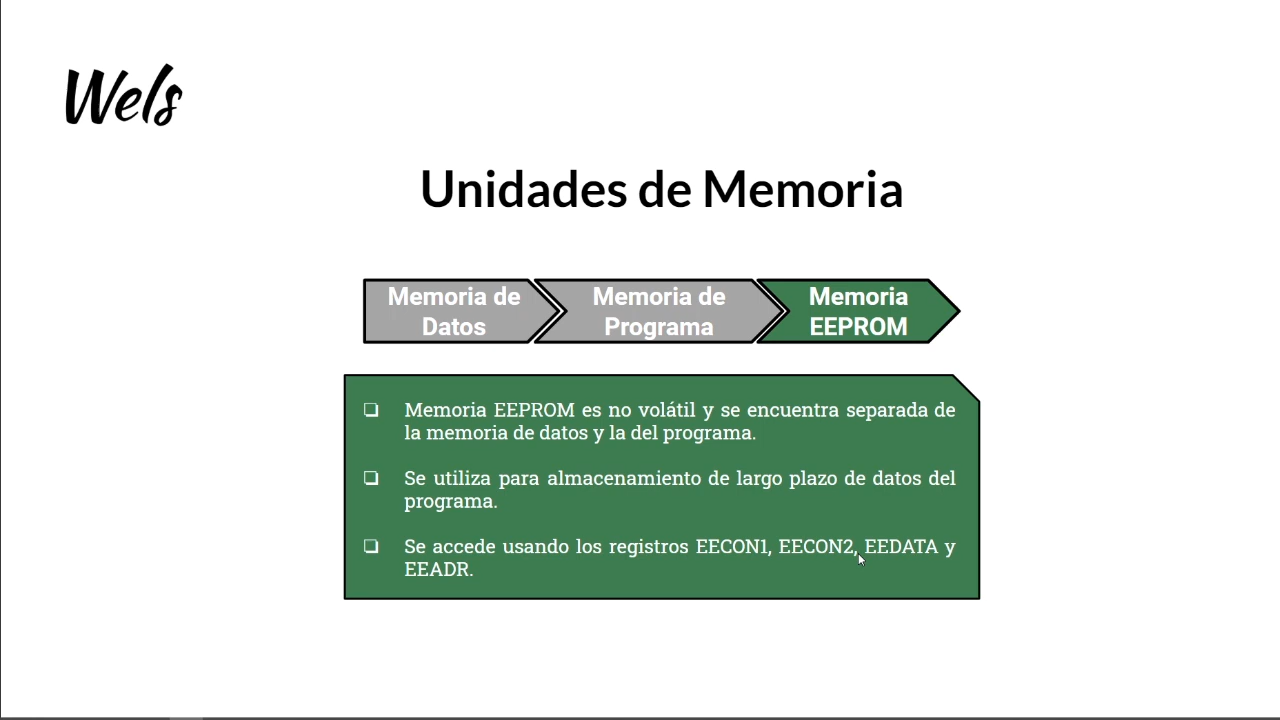 Wels
Unidades de Memoria
Memoria de
Datos
Memoria de
Programa
Memoria
EEPROM
❏ Memoria EEPROM es no volátil y se encuentra separada de
la memoria de datos y la del programa.
❏ Se utiliza para almacenamiento de largo plazo de datos del
programa.
❏ Se accede usando los registros EECON1, EECON2, EEDATA y
EEADR.